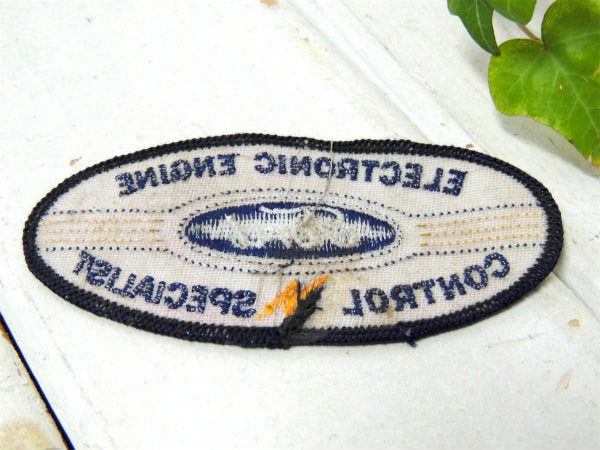 ELECTRONIC ENGINE
CONTROL SPECIALIST